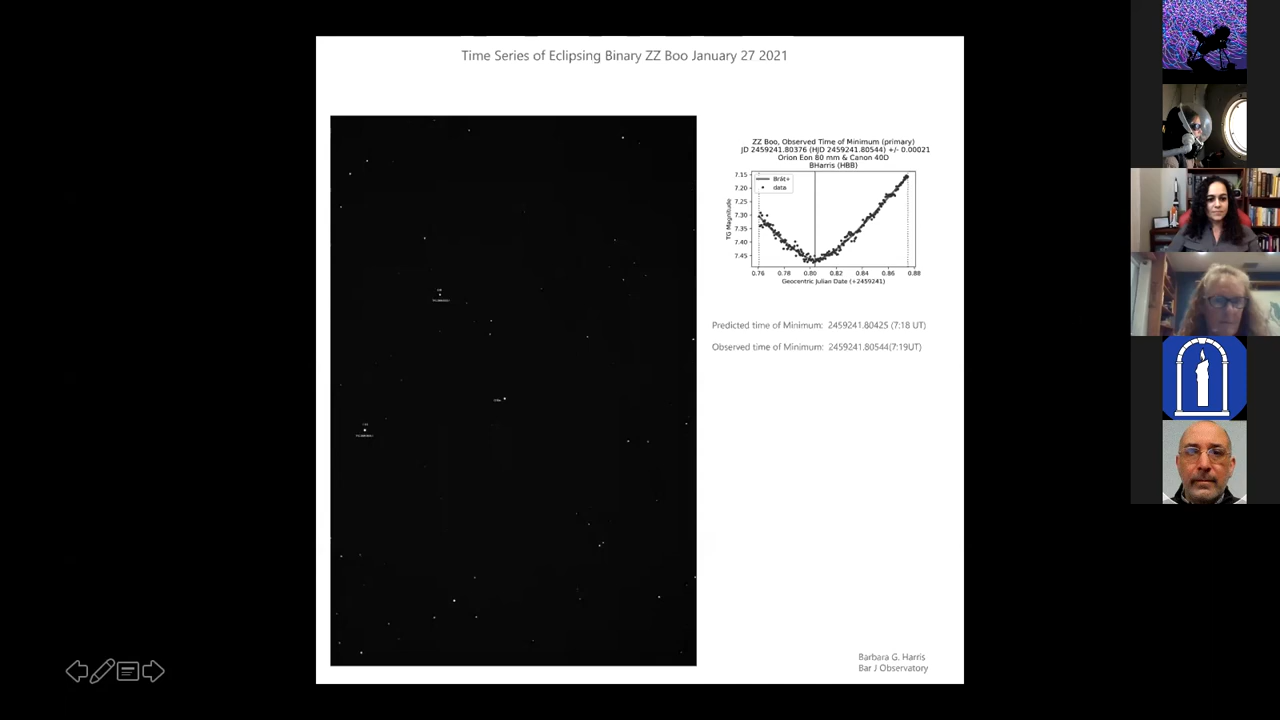 Time Series of Eclipsing Binary ZZ Boo January 27 2021
ZZ Boo, Observed Time of Minimum (primary)
JD 2459241.80376 (HJD 2459241.80544) +/- 0.00021
Orion Eon 80 mm & Canon 40D
BHarris (HBB)
Brát+
data
TG Magnitude
7.15
7.20
7.25
7.30
7.35
7.40
7.45
0.76 0.78 0.80 0.82 0.84 0.86 0.88
Geocentric Julian Date (+2459241)
Predicted time of Minimum: 2459241.80425 (7:18 UT)
Observed time of Minimum: 2459241.80544(7:19UT)
Barbara G. Harris
Bar J Observatory